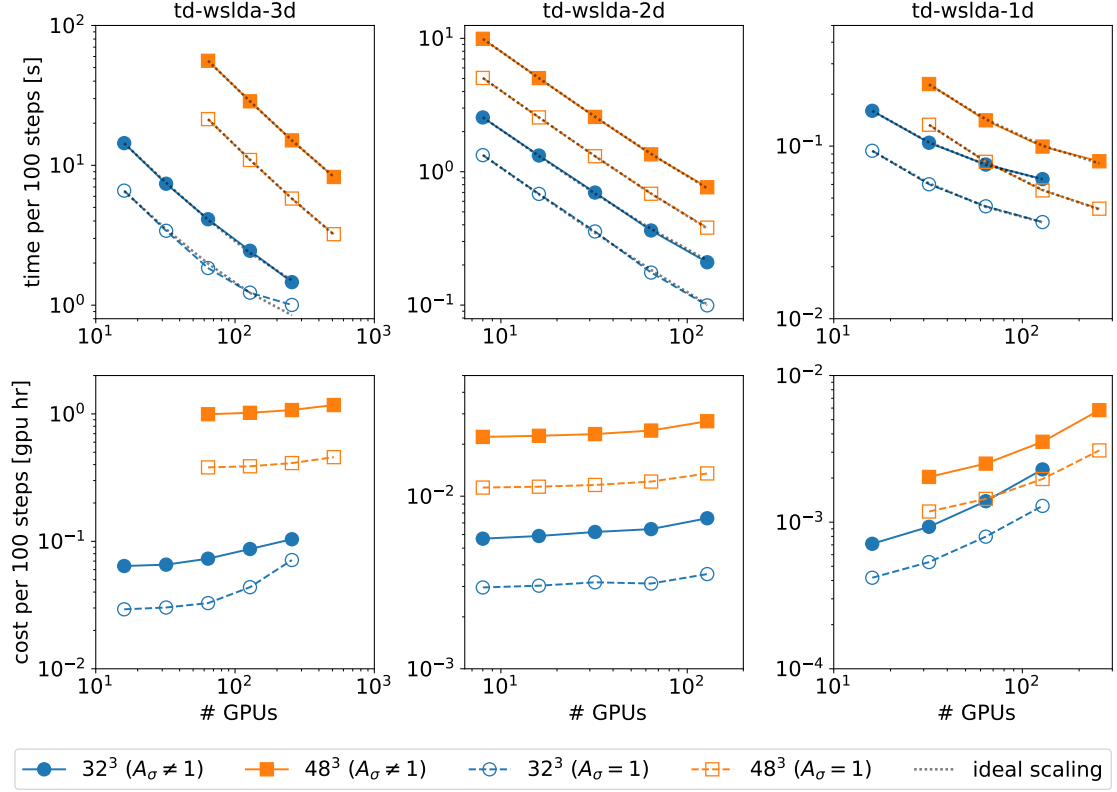 td-wslda-3d
td-wslda-2d
td-wslda-1d
time per 100 steps [s]
10²
10¹
10⁰
10¹ 10² 10³
10¹
10⁰
10⁻¹
10¹ 10²
10⁻¹
10⁻²
10¹ 10²
cost per 100 steps [gpu hr]
10⁰
10⁻¹
10⁻²
10¹ 10² 10³
# GPUs
10⁻²
10⁻³
10¹ 10²
# GPUs
10⁻²
10⁻³
10⁻⁴
10¹ 10²
# GPUs
32³ (A_σ ≠ 1) 48³ (A_σ ≠ 1) 32³ (A_σ = 1) 48³ (A_σ = 1) ideal scaling